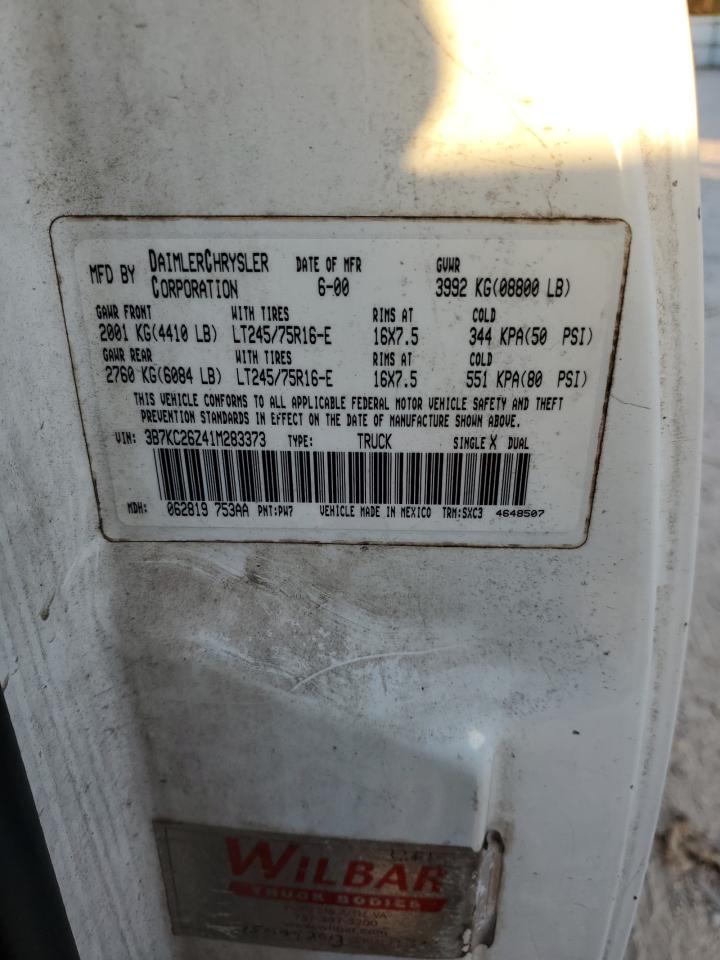 MFD BY DAIMLERCHRYSLER CORPORATION DATE OF MFR 6-00 GVWR 3992 KG(08800 LB)
GAWR FRONT WITH TIRES RIMS AT COLD
2001 KG(4410 LB) LT245/75R16-E 16X7.5 344 KPA(50 PSI)
GAWR REAR WITH TIRES RIMS AT COLD
2760 KG(6084 LB) LT245/75R16-E 16X7.5 551 KPA(80 PSI)
THIS VEHICLE CONFORMS TO ALL APPLICABLE FEDERAL MOTOR VEHICLE SAFETY AND THEFT
PREVENTION STANDARDS IN EFFECT ON THE DATE OF MANUFACTURE SHOWN ABOVE.
VIN: 3B7KC26Z41M283373 TYPE: TRUCK SINGLE X DUAL
MDH: 062819 753AA PNT:PW7 VEHICLE MADE IN MEXICO TRM:SXC3 4648507
WILBAR
TRUCK BODIES